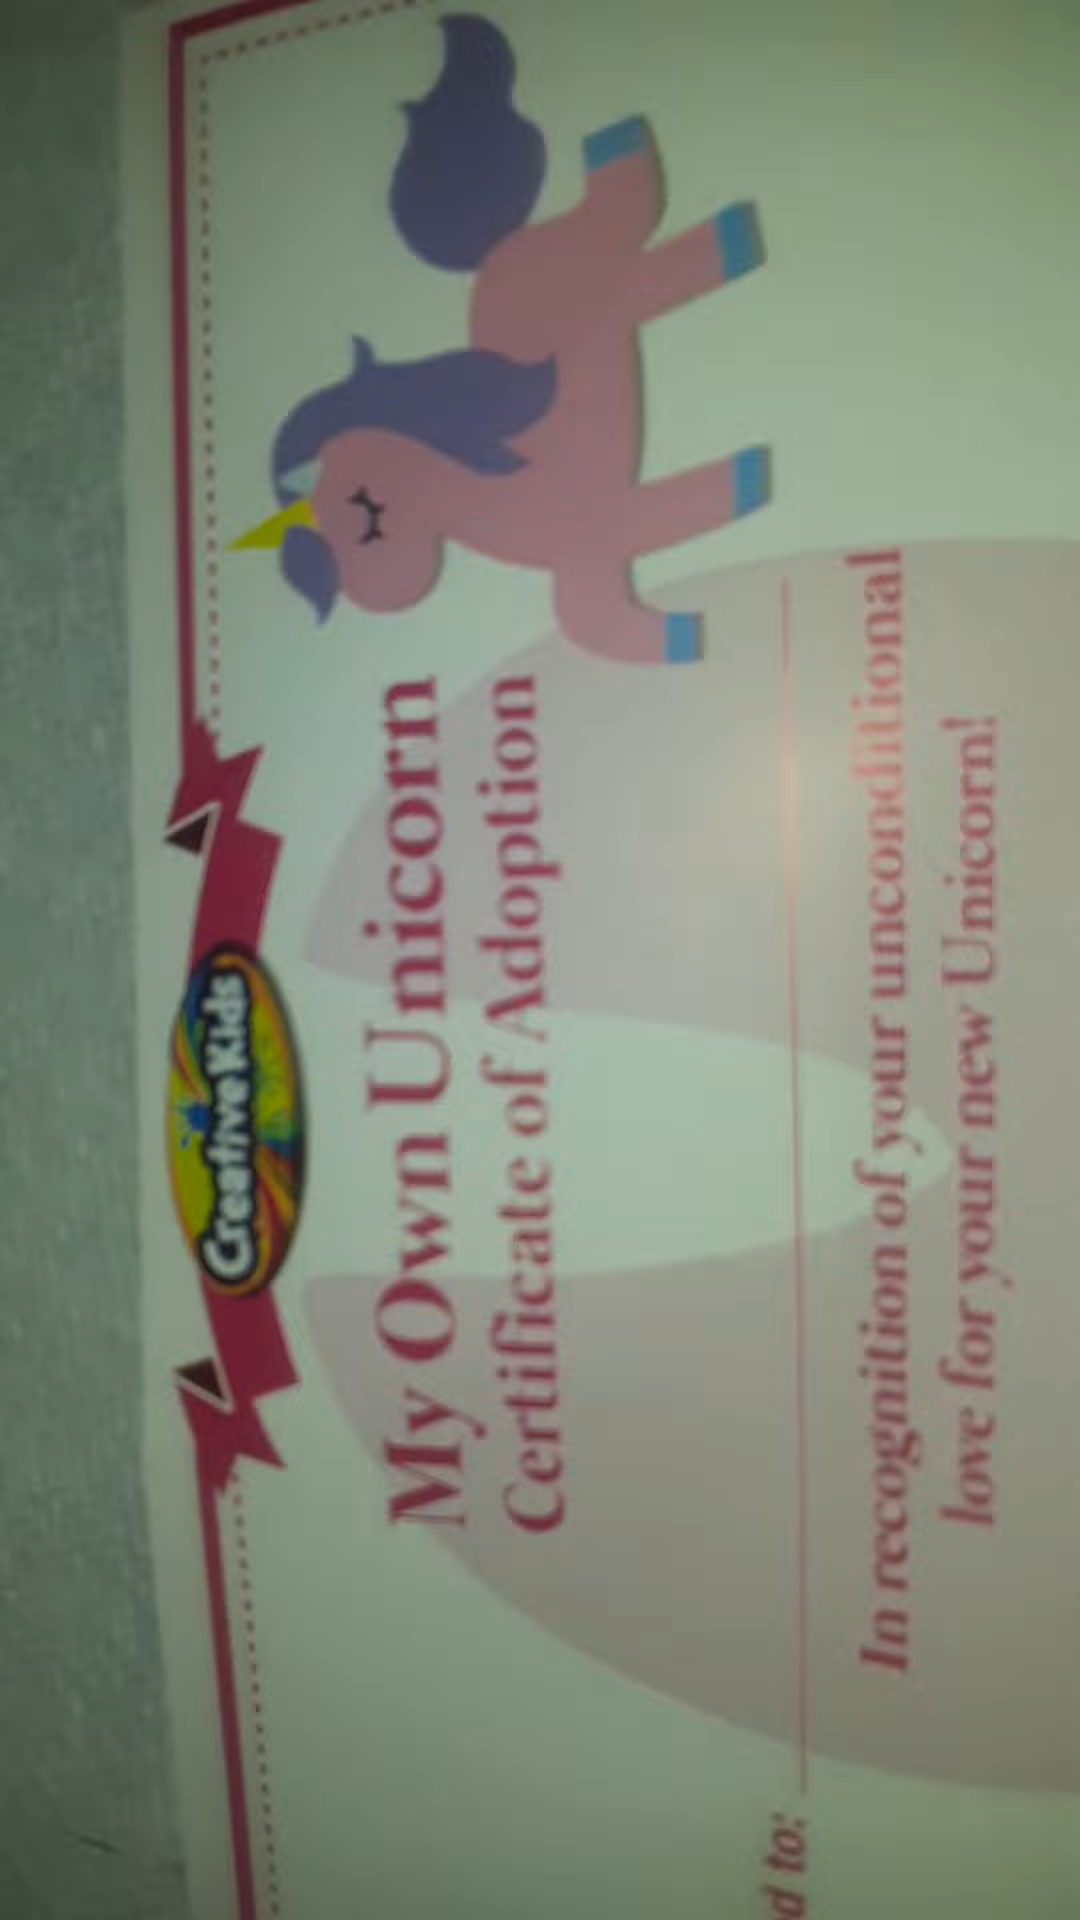 Creative Kids
My Own Unicorn
Certificate of Adoption
to:
In recognition of your unconditional
love for your new Unicorn!